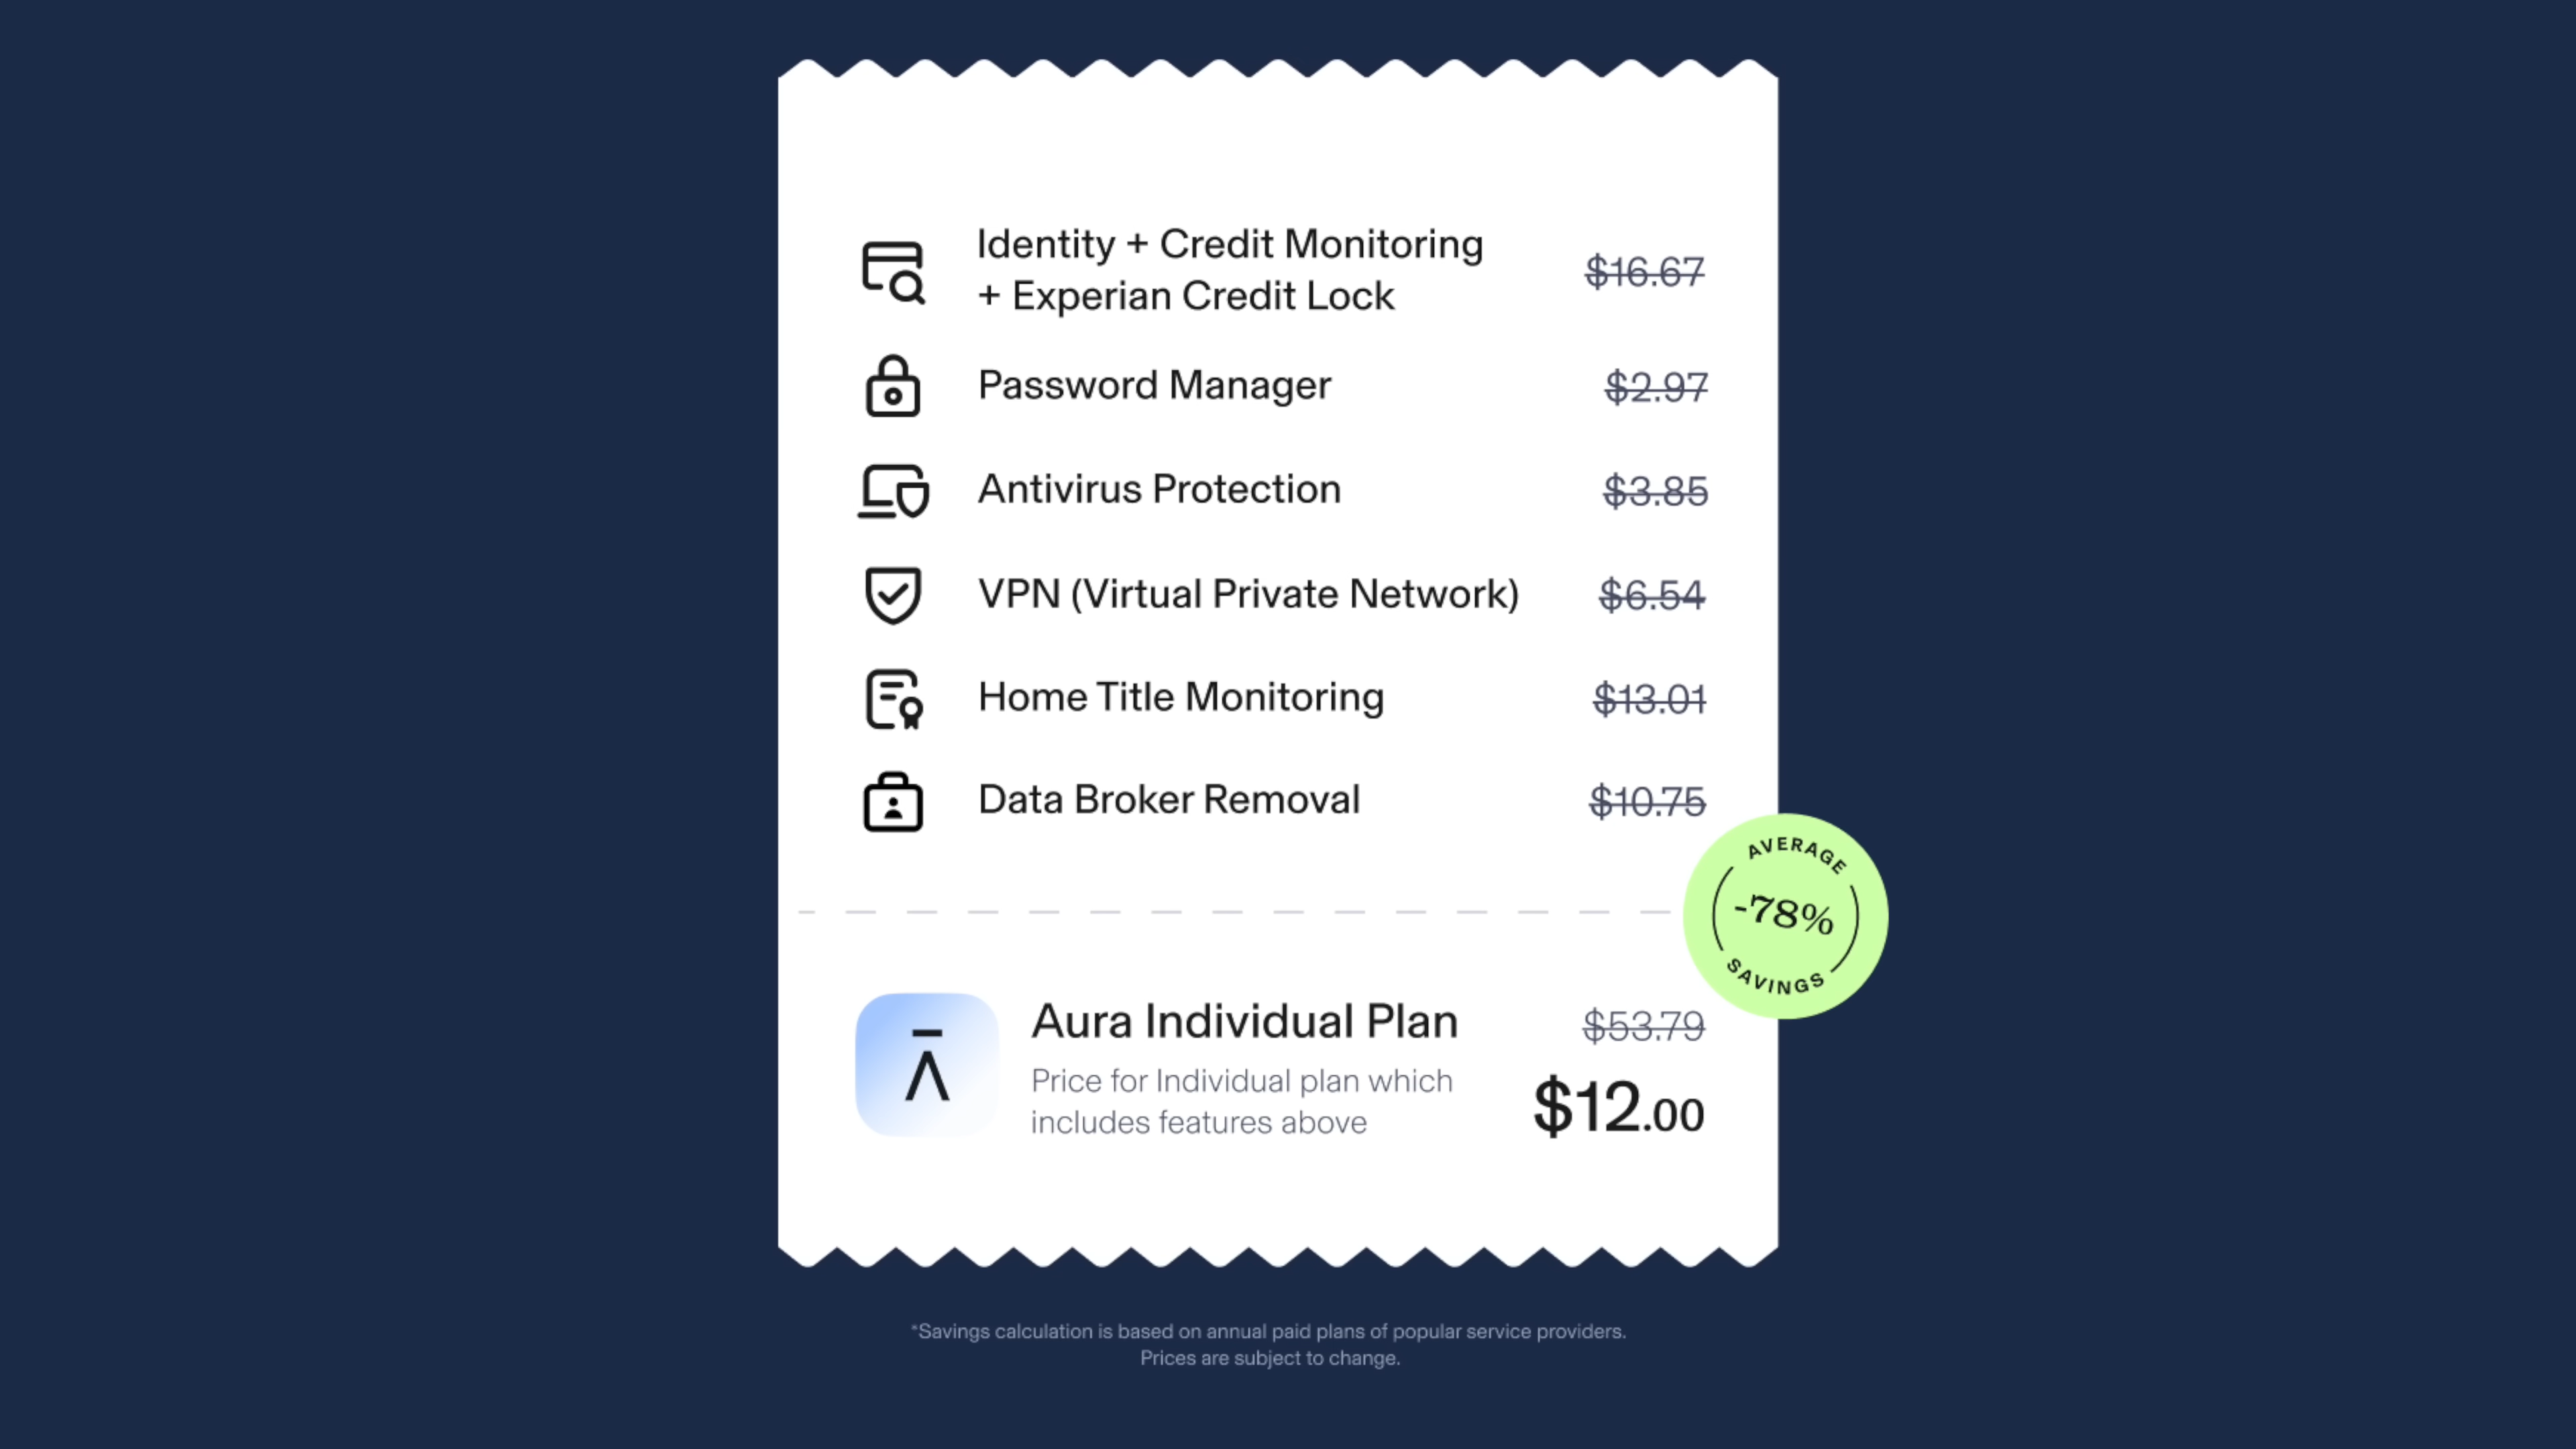 Identity + Credit Monitoring
+ Experian Credit Lock
$16.67
Password Manager
$2.97
Antivirus Protection
$3.85
VPN (Virtual Private Network)
$6.54
Home Title Monitoring
$13.01
Data Broker Removal
$10.75
AVERAGE
-78%
SAVINGS
Aura Individual Plan
$53.79
Price for Individual plan which
includes features above
$12.00
*Savings calculation is based on annual paid plans of popular service providers.
Prices are subject to change.